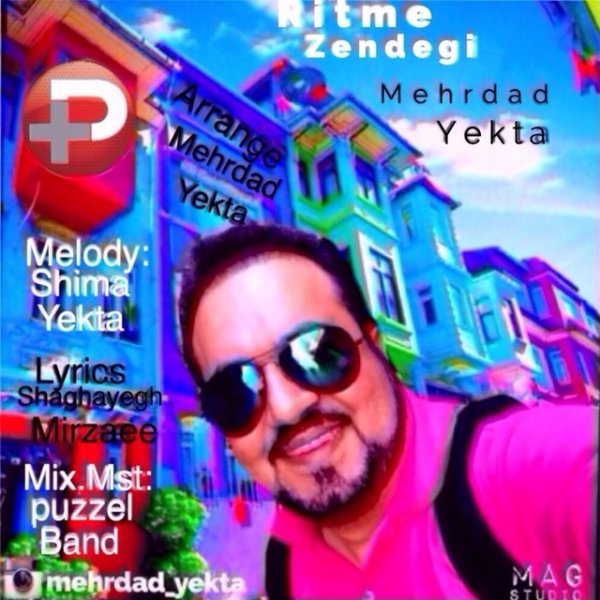 Ritme
Zendegi
Mehrdad
Yekta
P
Arrange
Mehrdad
Yekta
Melody:
Shima
Yekta
Lyrics
Shaghayegh
Mirzaee
Mix.Mst:
puzzel
Band
mehrdad_yekta
MAG
STUDIO